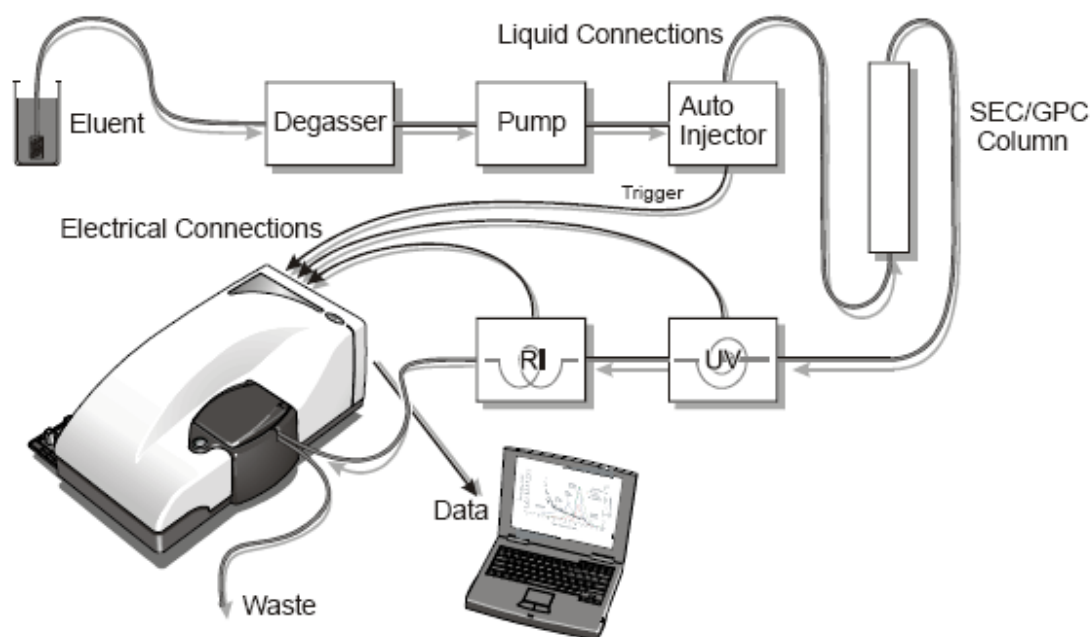 Liquid Connections
Eluent
Degasser
Pump
Auto
Injector
SEC/GPC
Column
Trigger
Electrical Connections
RI
UV
Data
Waste